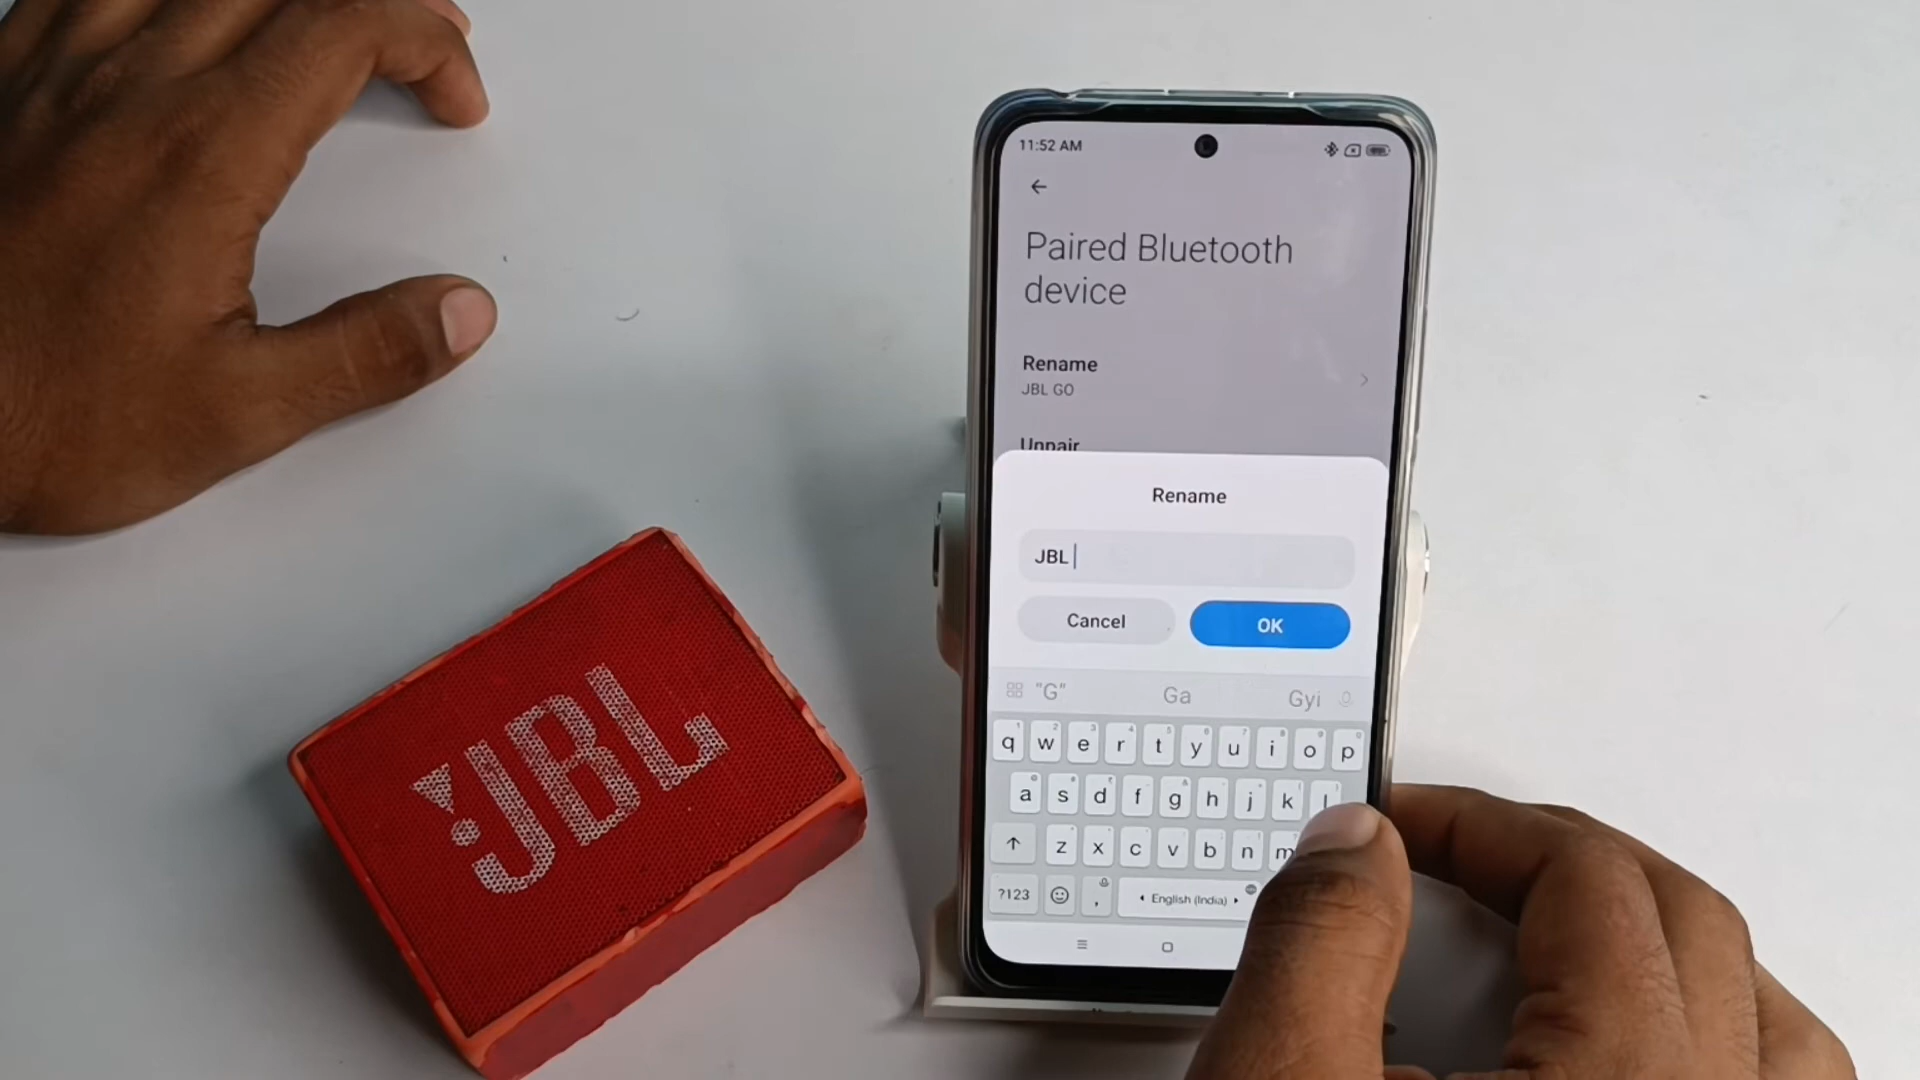 11:52 AM
Paired Bluetooth
device
Rename
JBL GO
Unpair
Rename
JBL
Cancel
OK
"G" Ga Gyi
q w e r t y u i o p
a s d f g h j k l
z x c v b n m
?123 , English (India)
JBL